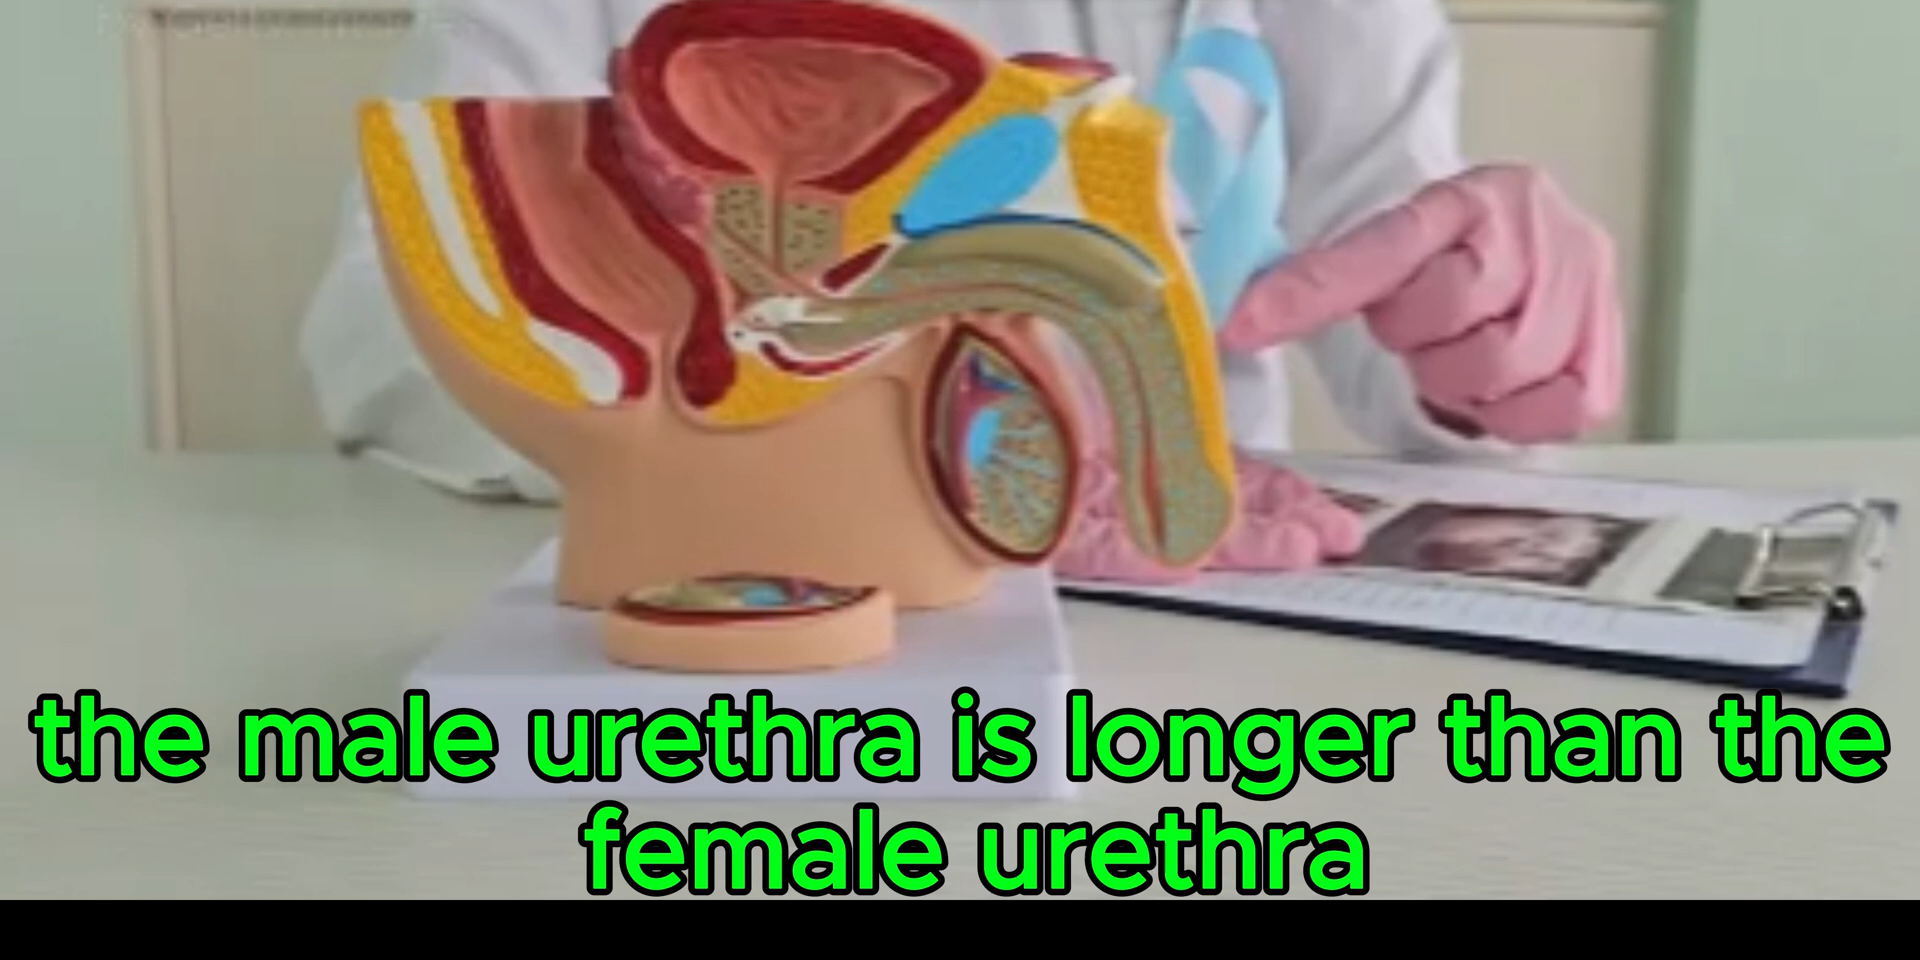 the male urethra is longer than the
female urethra